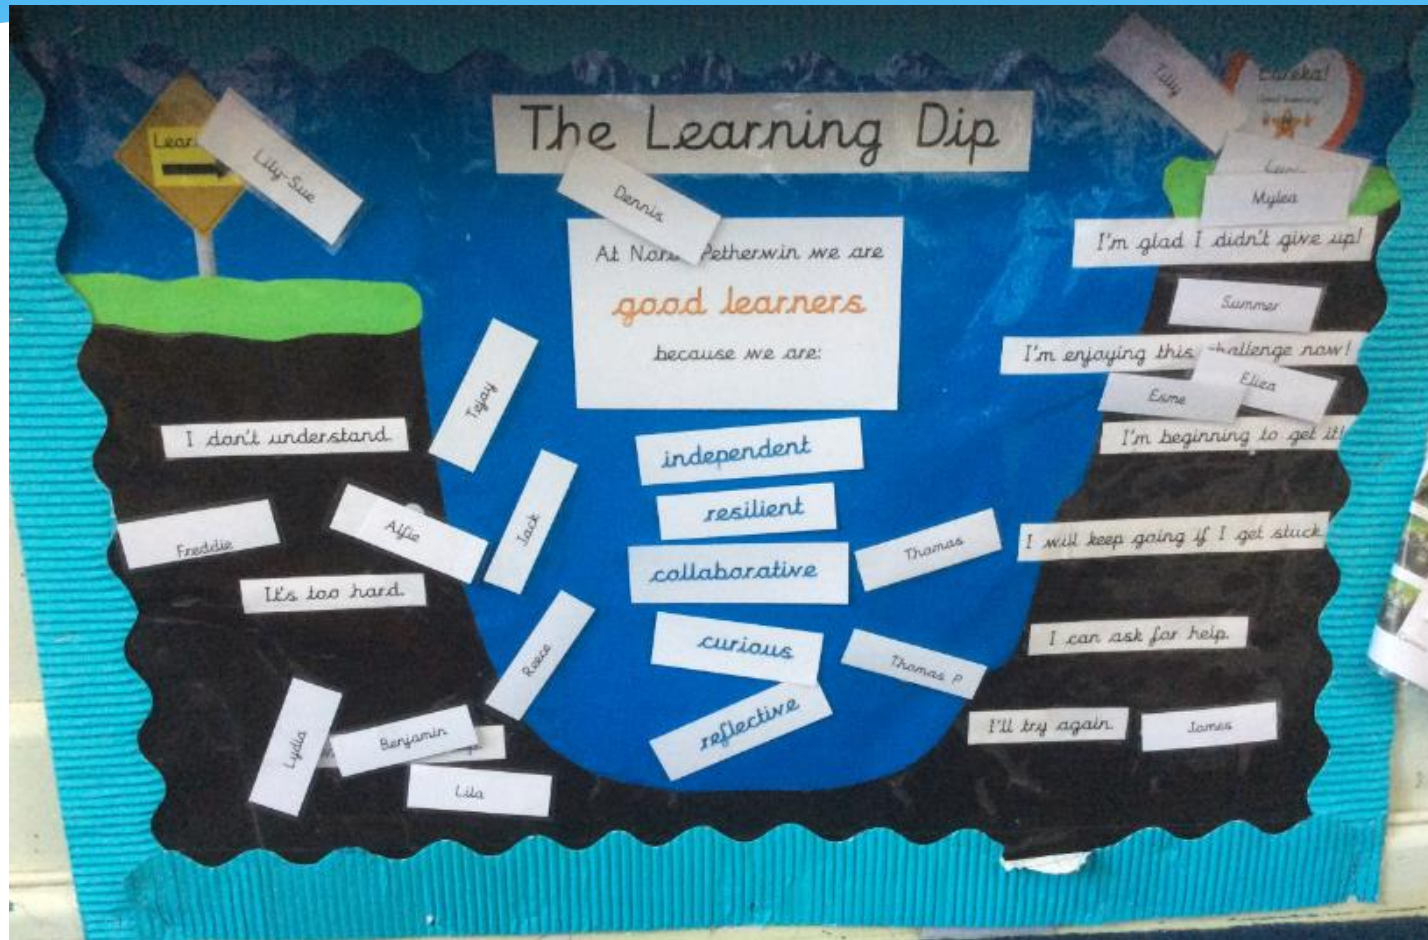 The Learning Dip
Lear
Lily-Sue
Dennis
At Petherwin we are
good learners
because we are:
independent
resilient
collaborative
curious
reflective
Tejay
I don't understand.
Freddie
Alfie
Jack
It's too hard.
Reece
Lydia
Benjamin
Lila
Tilly
Eureka!
Mylea
I'm glad I didn't give up!
Summer
I'm enjoying this challenge now!
Eliza
Esme
I'm beginning to get it!
Thomas
I will keep going if I get stuck
I can ask for help.
Thomas P
I'll try again.
James